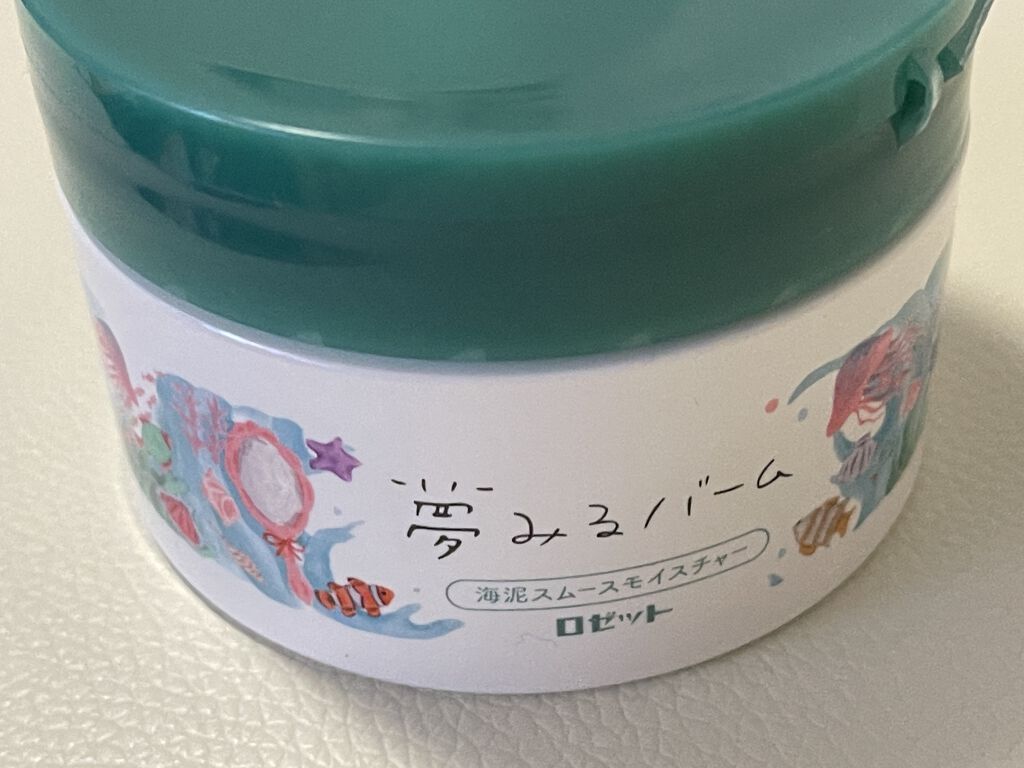 夢みるバーム
海泥スムースモイスチャー
ロゼット